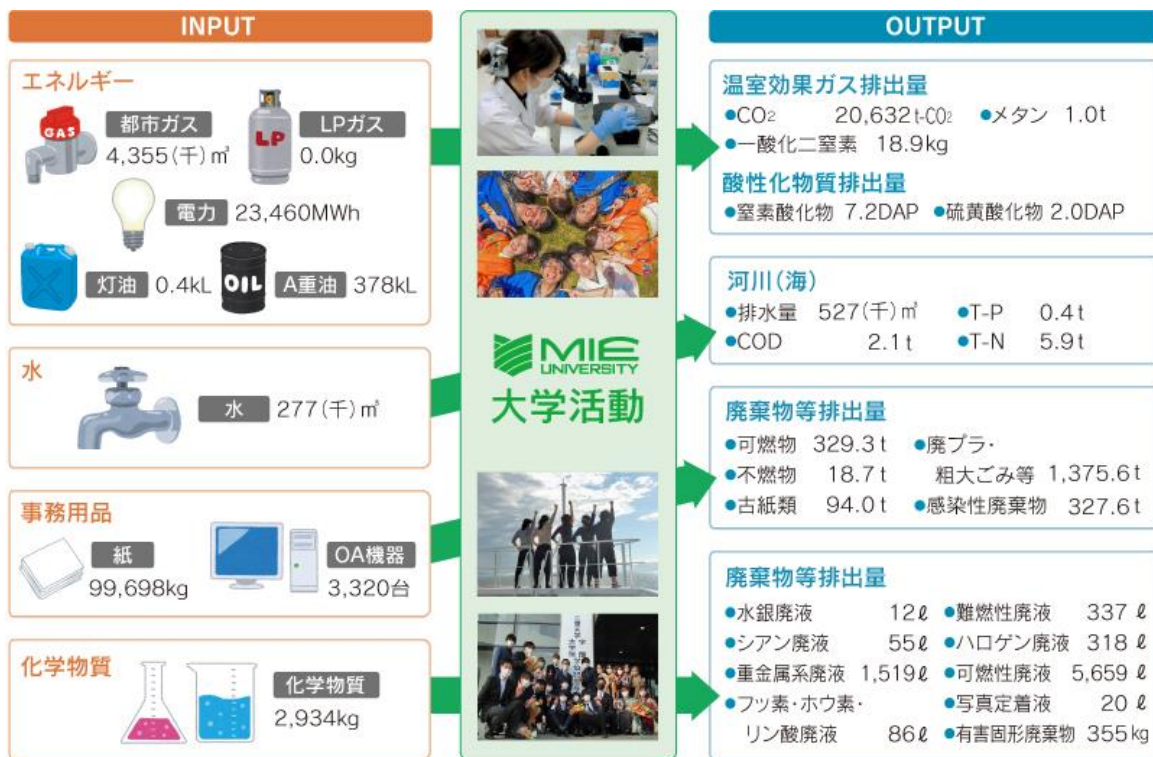 INPUT
エネルギー
GAS
都市ガス
4,355(千)㎥
LP
LPガス
0.0kg
電力 23,460MWh
灯油 0.4kL
OIL
A重油 378kL
水
水 277(千)㎥
事務用品
紙
99,698kg
OA機器
3,320台
化学物質
化学物質
2,934kg
MIE
UNIVERSITY
大学活動
OUTPUT
温室効果ガス排出量
●CO₂ 20,632t-CO₂ ●メタン 1.0t
●一酸化二窒素 18.9kg
酸性化物質排出量
●窒素酸化物 7.2DAP ●硫黄酸化物 2.0DAP
河川(海)
●排水量 527(千)㎥ ●T-P 0.4t
●COD 2.1t ●T-N 5.9t
廃棄物等排出量
●可燃物 329.3t ●廃プラ・
●不燃物 18.7t 粗大ごみ等 1,375.6t
●古紙類 94.0t ●感染性廃棄物 327.6t
廃棄物等排出量
●水銀廃液 12ℓ ●難燃性廃液 337ℓ
●シアン廃液 55ℓ ●ハロゲン廃液 318ℓ
●重金属系廃液 1,519ℓ ●可燃性廃液 5,659ℓ
●フッ素・ホウ素・ ●写真定着液 20ℓ
リン酸廃液 86ℓ ●有害固形廃棄物 355kg